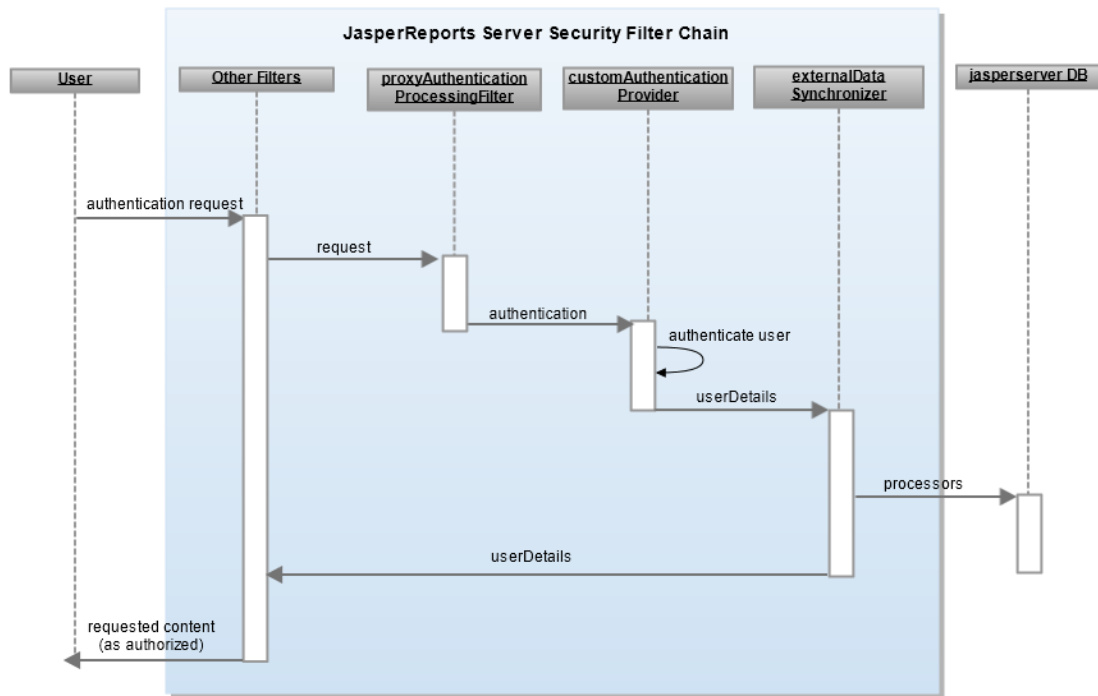 JasperReports Server Security Filter Chain
User
Other Filters
proxyAuthentication
ProcessingFilter
customAuthentication
Provider
externalData
Synchronizer
jasperserver DB
authentication request
request
authentication
authenticate user
userDetails
processors
userDetails
requested content
(as authorized)